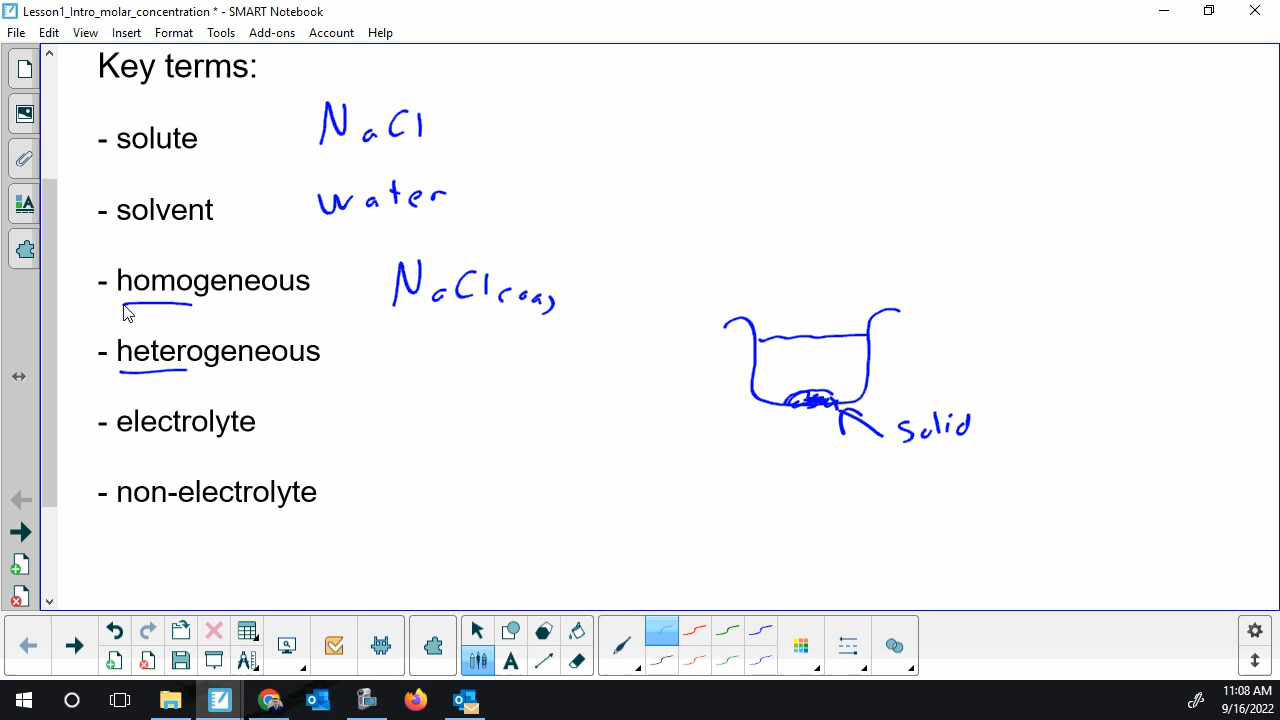 Lesson1_Intro_molar_concentration * - SMART Notebook
File Edit View Insert Format Tools Add-ons Account Help
Key terms:
- solute NaCl
- solvent water
- homogeneous NaCl(aq)
- heterogeneous
solid
- electrolyte
- non-electrolyte
11:08 AM
9/16/2022